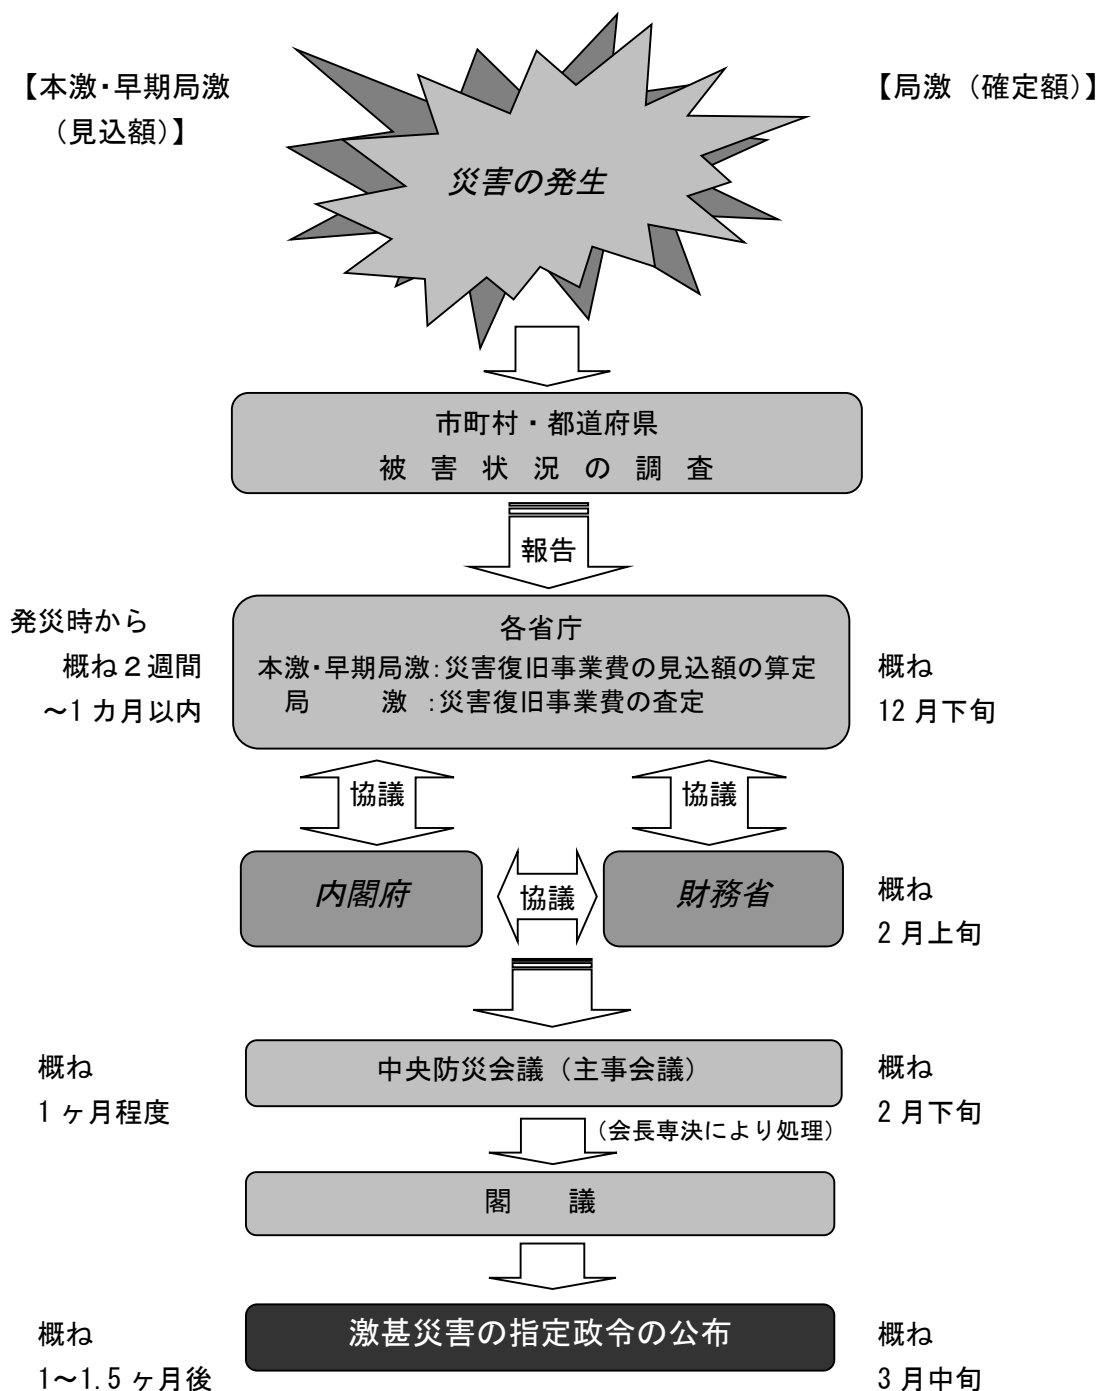 【本激・早期局激
（見込額）】
【局激（確定額）】
災害の発生
市町村・都道府県
被害状況の調査
報告
発災時から
概ね２週間
～1カ月以内
各省庁
本激・早期局激：災害復旧事業費の見込額の算定
局　　激：災害復旧事業費の査定
概ね
12月下旬
協議
協議
内閣府
協議
財務省
概ね
2月上旬
概ね
1ヶ月程度
中央防災会議（主事会議）
概ね
2月下旬
（会長専決により処理）
閣　議
概ね
1～1.5ヶ月後
激甚災害の指定政令の公布
概ね
3月中旬